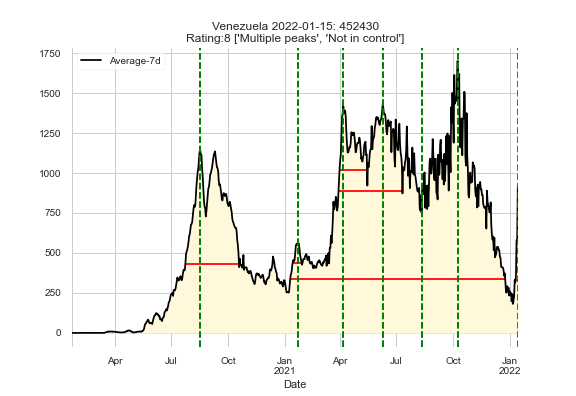 Venezuela 2022-01-15: 452430
Rating:8 ['Multiple peaks', 'Not in control']
1750
Average-7d
1500
1250
1000
750
500
250
0
Apr Jul Oct Jan Apr Jul Oct Jan
2021 2022
Date